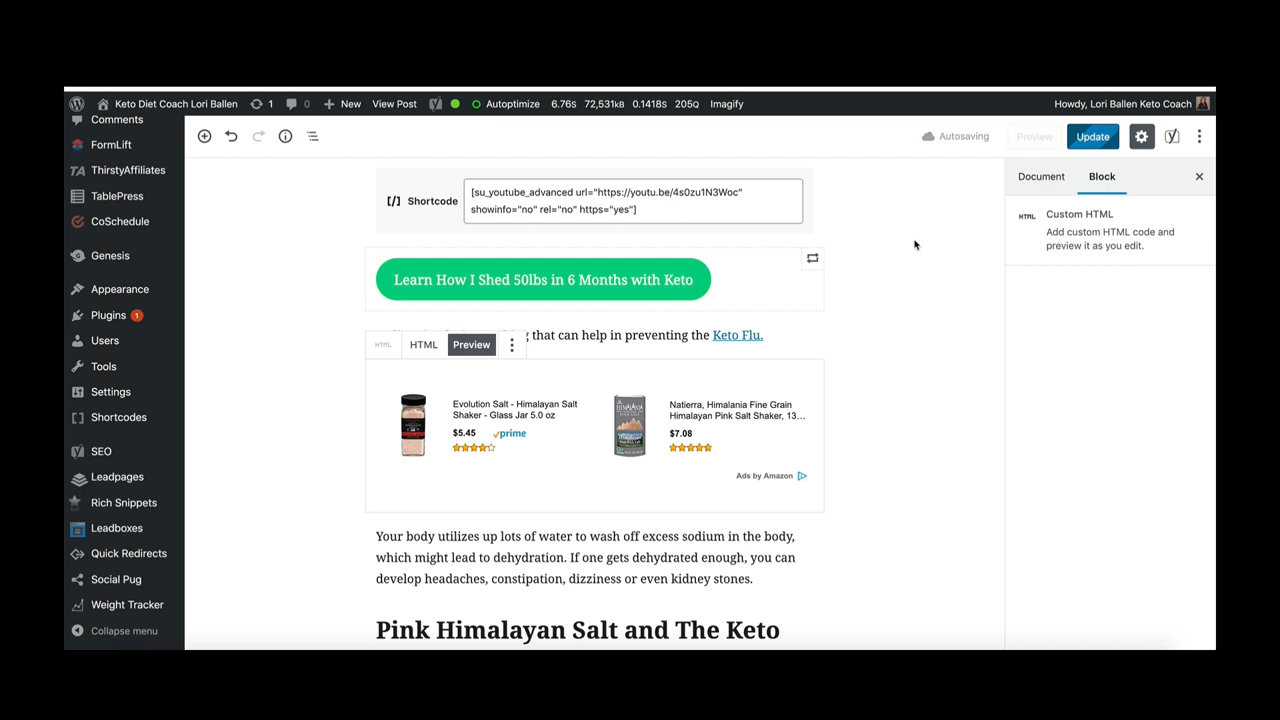 Keto Diet Coach Lori Ballen 1 0 New View Post Autoptimize 6.76s 72,531kB 0.1418s 205Q Imagify Howdy, Lori Ballen Keto Coach
Comments
FormLift
TA ThirstyAffiliates
TablePress
CoSchedule
Genesis
Appearance
Plugins 1
Users
Tools
Settings
Shortcodes
SEO
Leadpages
Rich Snippets
Leadboxes
Quick Redirects
Social Pug
Weight Tracker
Collapse menu
Autosaving Preview Update
[/] Shortcode
[su_youtube_advanced url="https://youtu.be/4s0zu1N3Woc"
showinfo="no" rel="no" https="yes"]
Learn How I Shed 50lbs in 6 Months with Keto
that can help in preventing the Keto Flu.
HTML HTML Preview
Evolution Salt - Himalayan Salt
Shaker - Glass Jar 5.0 oz
$5.45 prime
Natierra, Himalania Fine Grain
Himalayan Pink Salt Shaker, 13...
$7.08
HIMALANIA
Ads by Amazon
Your body utilizes up lots of water to wash off excess sodium in the body,
which might lead to dehydration. If one gets dehydrated enough, you can
develop headaches, constipation, dizziness or even kidney stones.
Pink Himalayan Salt and The Keto
Document Block
HTML Custom HTML
Add custom HTML code and
preview it as you edit.